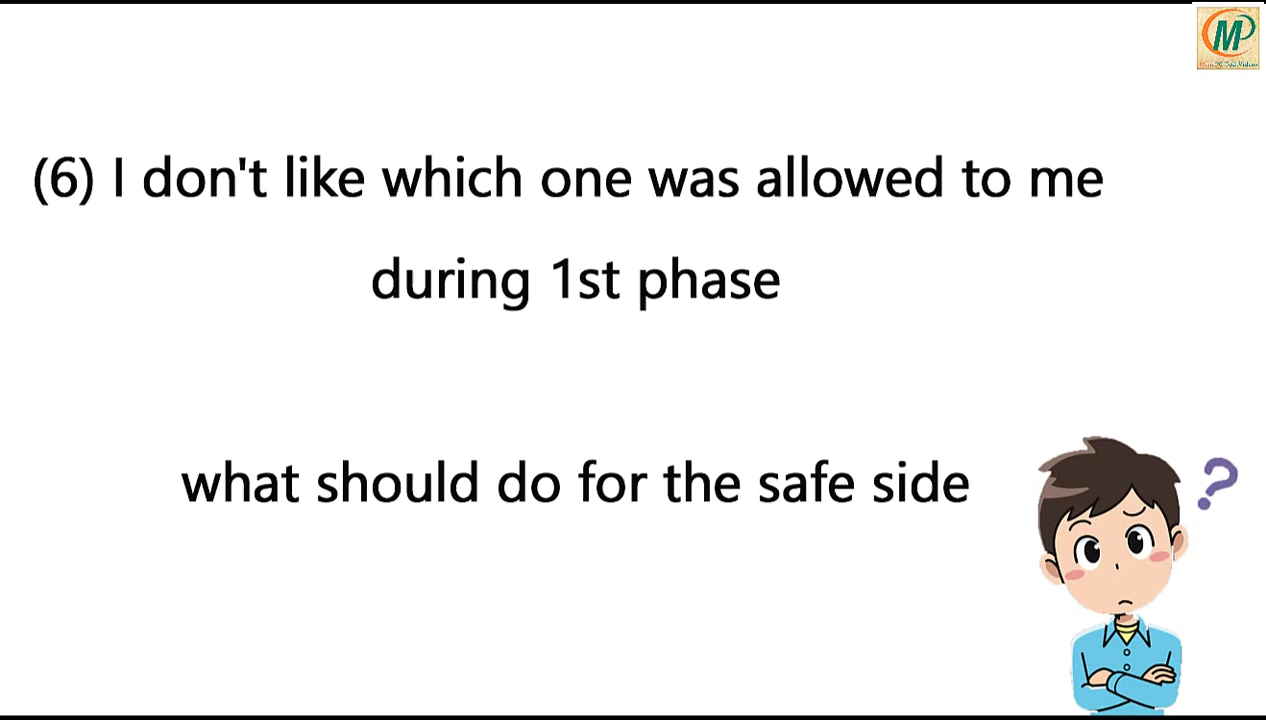 (6) I don't like which one was allowed to me
during 1st phase
what should do for the safe side
?
MP